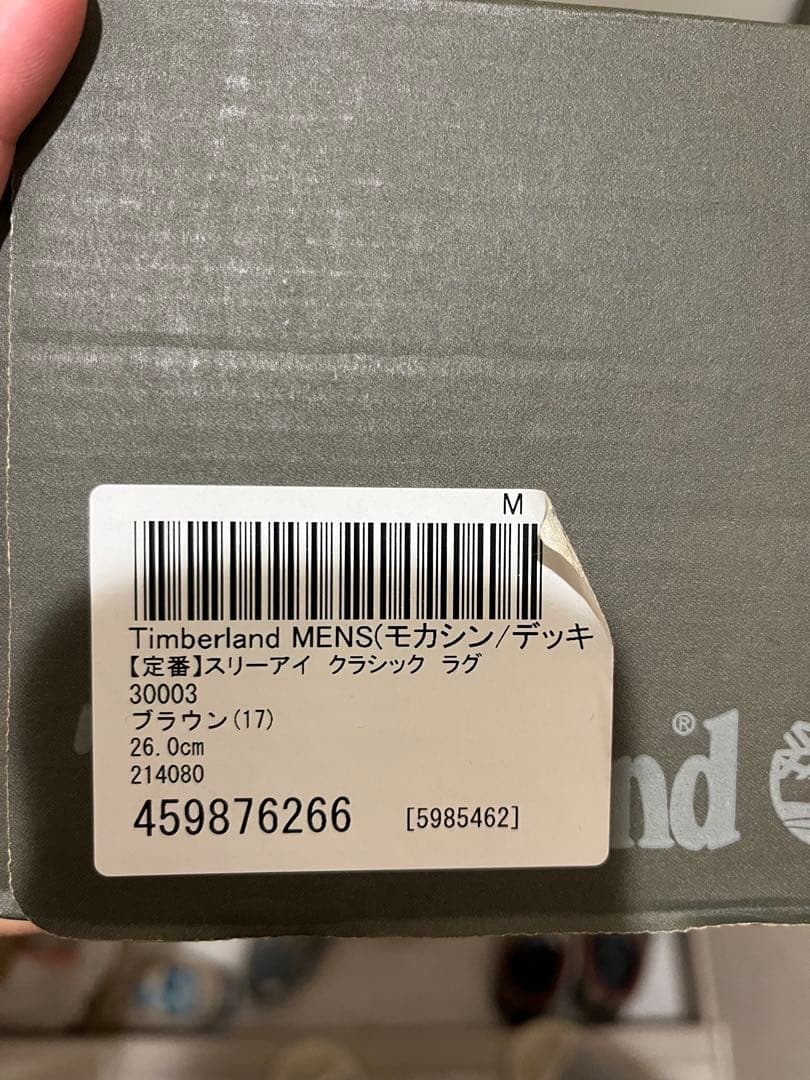 M
Timberland MENS(モカシン/デッキ
【定番】スリーアイ クラシック ラグ
30003
ブラウン(17)
26.0cm
214080
459876266 [5985462]
nd®